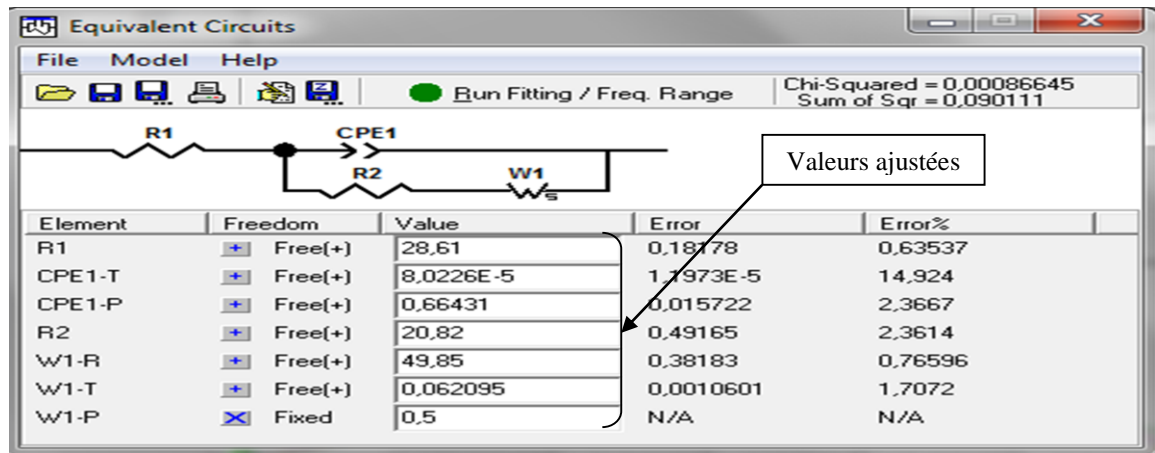 Equivalent Circuits
File Model Help
Run Fitting / Freq. Range
Chi-Squared = 0,00086645
Sum of Sqr = 0,090111
R1
CPE1
R2
W1
s
Valeurs ajustées
Element Freedom Value Error Error%
R1 + Free(+) 28,61 0,18178 0,63537
CPE1-T + Free(+) 8,0226E-5 1,1973E-5 14,924
CPE1-P + Free(+) 0,66431 0,015722 2,3667
R2 + Free(+) 20,82 0,49165 2,3614
W1-R + Free(+) 49,85 0,38183 0,76596
W1-T + Free(+) 0,062095 0,0010601 1,7072
W1-P Fixed 0,5 N/A N/A